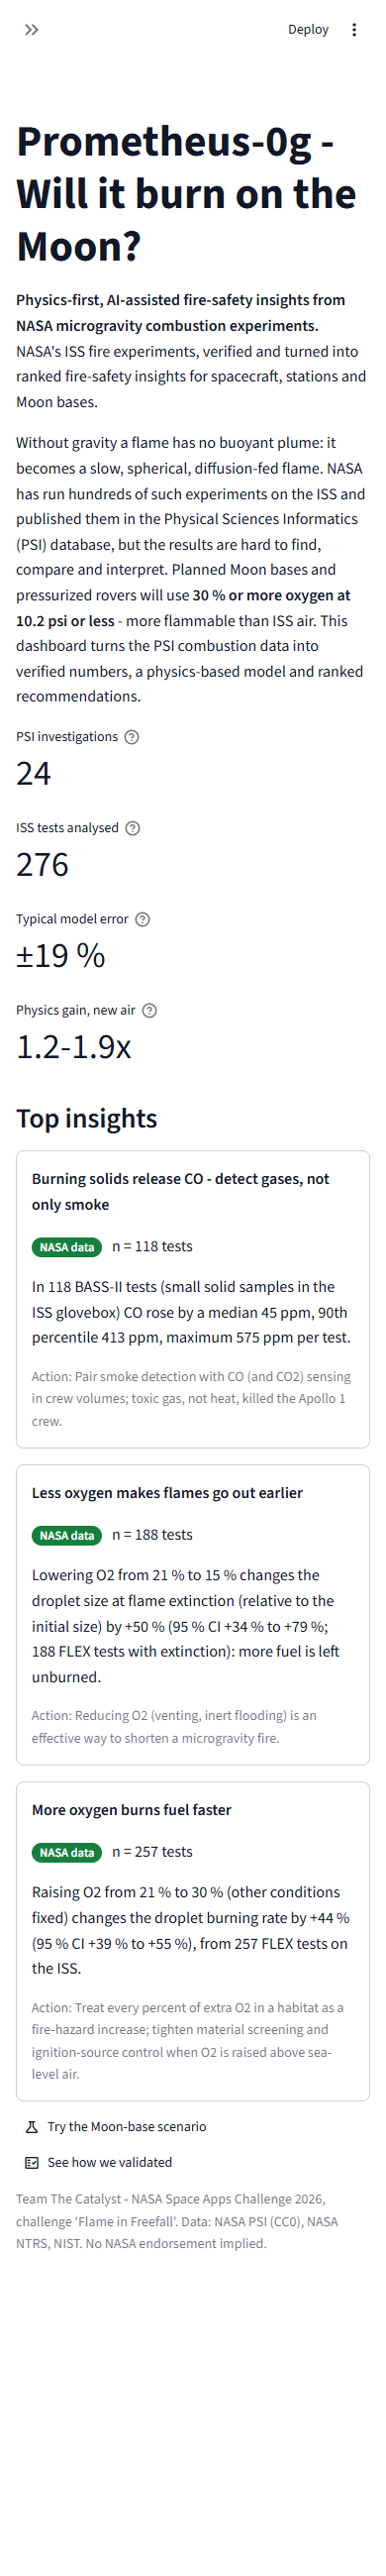 Deploy
Prometheus-0g -
Will it burn on the
Moon?
Physics-first, AI-assisted fire-safety insights from
NASA microgravity combustion experiments.
NASA's ISS fire experiments, verified and turned into
ranked fire-safety insights for spacecraft, stations and
Moon bases.
Without gravity a flame has no buoyant plume: it
becomes a slow, spherical, diffusion-fed flame. NASA
has run hundreds of such experiments on the ISS and
published them in the Physical Sciences Informatics
(PSI) database, but the results are hard to find,
compare and interpret. Planned Moon bases and
pressurized rovers will use 30 % or more oxygen at
10.2 psi or less - more flammable than ISS air. This
dashboard turns the PSI combustion data into
verified numbers, a physics-based model and ranked
recommendations.
PSI investigations
24
ISS tests analysed
276
Typical model error
±19 %
Physics gain, new air
1.2-1.9x
Top insights
Burning solids release CO - detect gases, not
only smoke
NASA data n = 118 tests
In 118 BASS-II tests (small solid samples in the
ISS glovebox) CO rose by a median 45 ppm, 90th
percentile 413 ppm, maximum 575 ppm per test.
Action: Pair smoke detection with CO (and CO2) sensing
in crew volumes; toxic gas, not heat, killed the Apollo 1
crew.
Less oxygen makes flames go out earlier
NASA data n = 188 tests
Lowering O2 from 21 % to 15 % changes the
droplet size at flame extinction (relative to the
initial size) by +50 % (95 % CI +34 % to +79 %;
188 FLEX tests with extinction): more fuel is left
unburned.
Action: Reducing O2 (venting, inert flooding) is an
effective way to shorten a microgravity fire.
More oxygen burns fuel faster
NASA data n = 257 tests
Raising O2 from 21 % to 30 % (other conditions
fixed) changes the droplet burning rate by +44 %
(95 % CI +39 % to +55 %), from 257 FLEX tests on
the ISS.
Action: Treat every percent of extra O2 in a habitat as a
fire-hazard increase; tighten material screening and
ignition-source control when O2 is raised above sea-
level air.
Try the Moon-base scenario
See how we validated
Team The Catalyst - NASA Space Apps Challenge 2026,
challenge 'Flame in Freefall'. Data: NASA PSI (CC0), NASA
NTRS, NIST. No NASA endorsement implied.